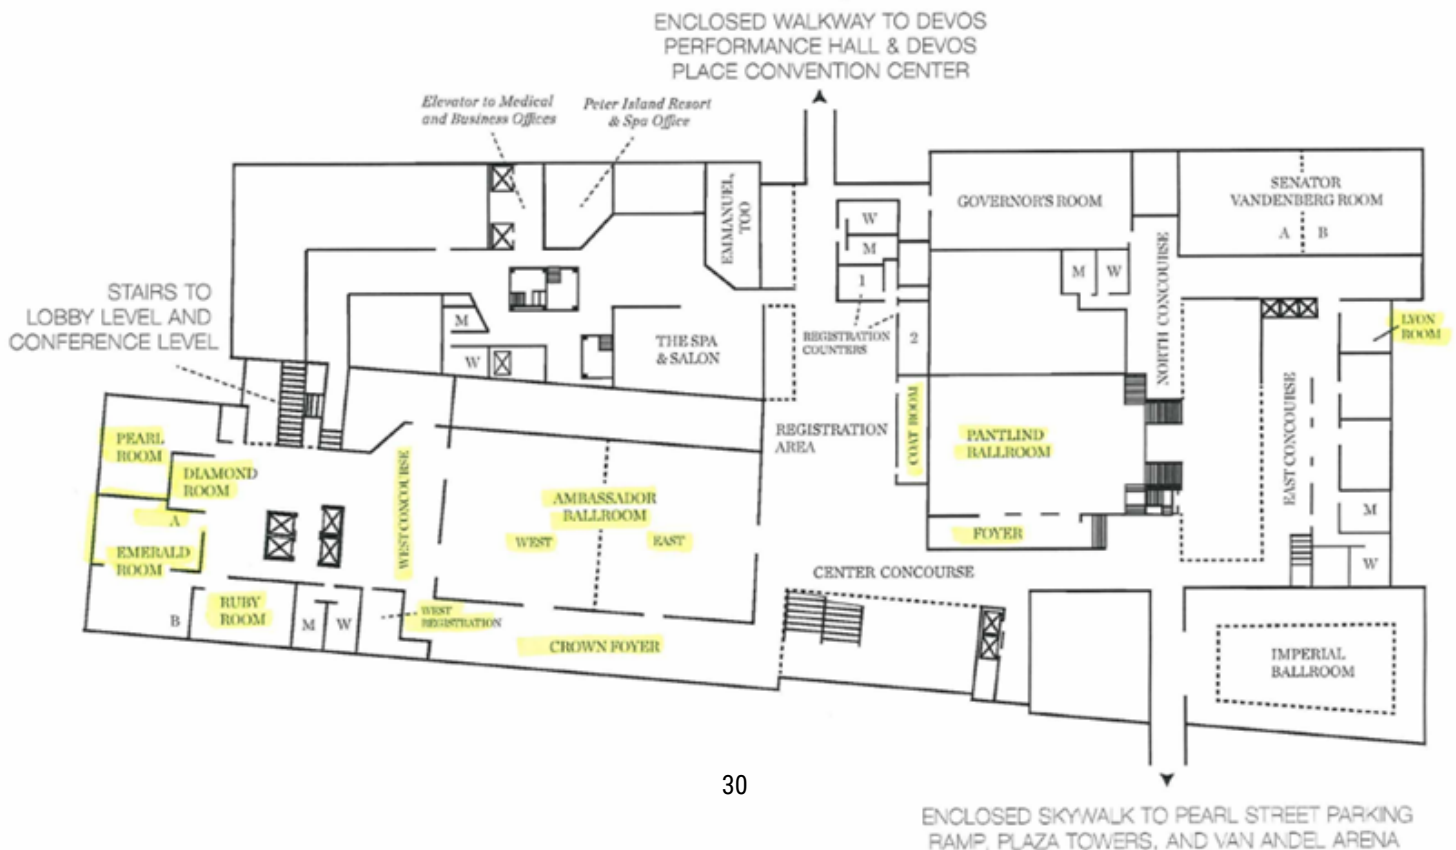 ENCLOSED WALKWAY TO DEVOS
PERFORMANCE HALL & DEVOS
PLACE CONVENTION CENTER
Elevator to Medical
and Business Offices
Peter Island Resort
& Spa Office
EMMANUEL,
TOO
W
M
1
REGISTRATION
COUNTERS
2
GOVERNOR'S ROOM
SENATOR
VANDENBERG ROOM
A
B
M
W
NORTH CONCOURSE
LYON
ROOM
STAIRS TO
LOBBY LEVEL AND
CONFERENCE LEVEL
M
W
THE SPA
& SALON
COAT ROOM
REGISTRATION
AREA
PANTLIND
BALLROOM
FOYER
EAST CONCOURSE
M
W
PEARL
ROOM
DIAMOND
ROOM
A
EMERALD
ROOM
B
RUBY
ROOM
M
W
WEST CONCOURSE
WEST
REGISTRATION
AMBASSADOR
BALLROOM
WEST
EAST
CROWN FOYER
CENTER CONCOURSE
IMPERIAL
BALLROOM
30
ENCLOSED SKYWALK TO PEARL STREET PARKING
RAMP, PLAZA TOWERS, AND VAN ANDEL ARENA